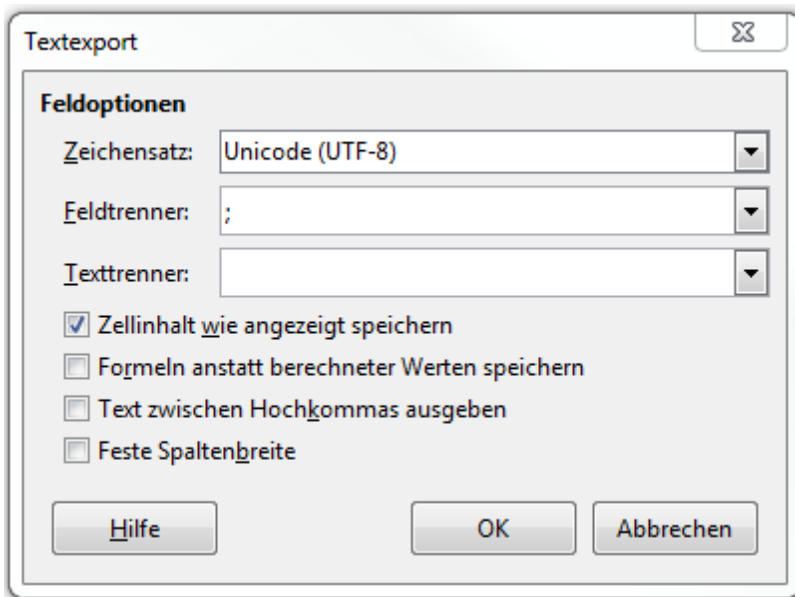 Textexport
Feldoptionen
Zeichensatz: Unicode (UTF-8)
Feldtrenner: ;
Texttrenner:
Zellinhalt wie angezeigt speichern
Formeln anstatt berechneter Werten speichern
Text zwischen Hochkommas ausgeben
Feste Spaltenbreite
Hilfe OK Abbrechen